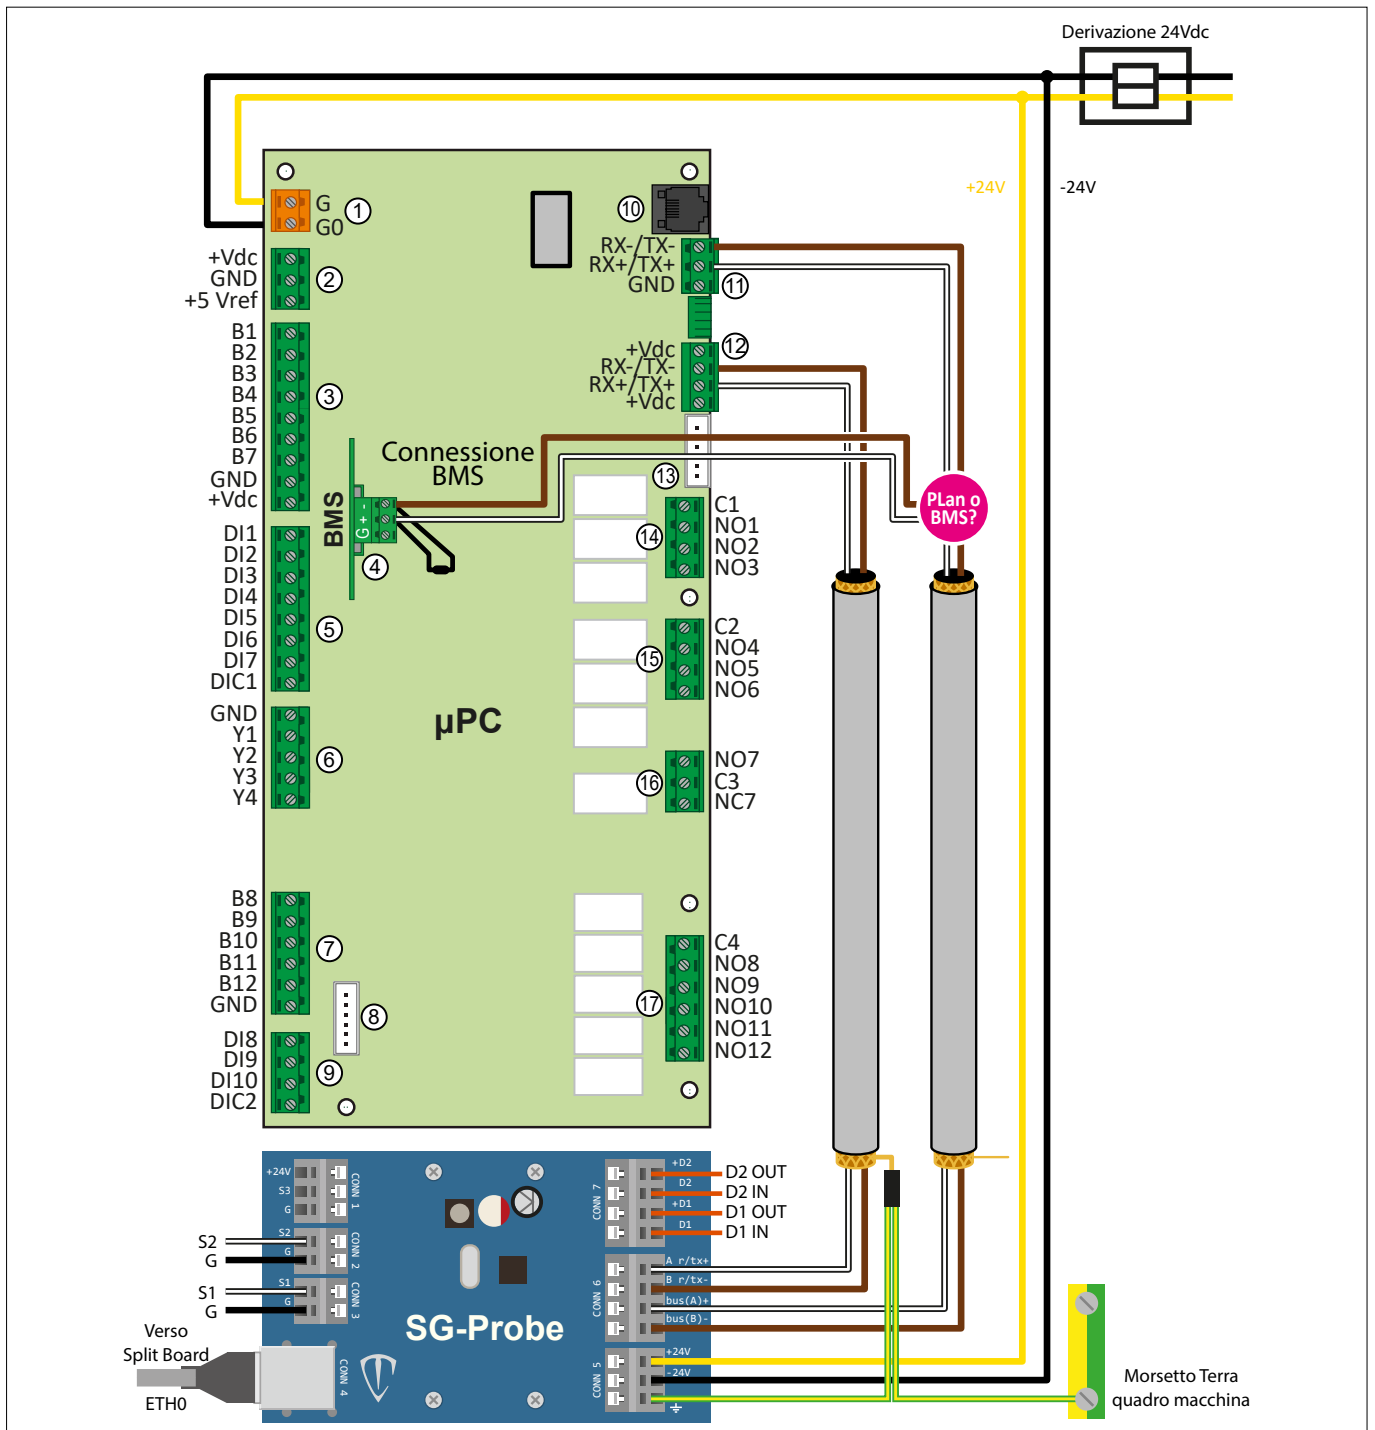 Derivazione 24Vdc
+24V
-24V
G
G0
1
+Vdc
GND
+5 Vref
2
B1
B2
B3
B4
B5
B6
B7
GND
+Vdc
3
BMS
G + -
4
Connessione
BMS
DI1
DI2
DI3
DI4
DI5
DI6
DI7
DIC1
5
GND
Y1
Y2
Y3
Y4
6
µPC
B8
B9
B10
B11
B12
GND
7
8
DI8
DI9
DI10
DIC2
9
10
RX-/TX-
RX+/TX+
GND
11
12
+Vdc
RX-/TX-
RX+/TX+
+Vdc
13
PLan o
BMS?
C1
NO1
NO2
NO3
14
C2
NO4
NO5
NO6
15
NO7
C3
NC7
16
C4
NO8
NO9
NO10
NO11
NO12
17
+24V
S3
G
CONN 1
S2
G
CONN 2
S1
G
CONN 3
CONN 4
S2
G
S1
G
Verso
Split Board
ETH0
SG-Probe
+D2
D2
+D1
D1
CONN 7
D2 OUT
D2 IN
D1 OUT
D1 IN
A r/tx+
B r/tx-
bus(A)+
bus(B)-
CONN 6
+24V
-24V
CONN 5
Morsetto Terra
quadro macchina